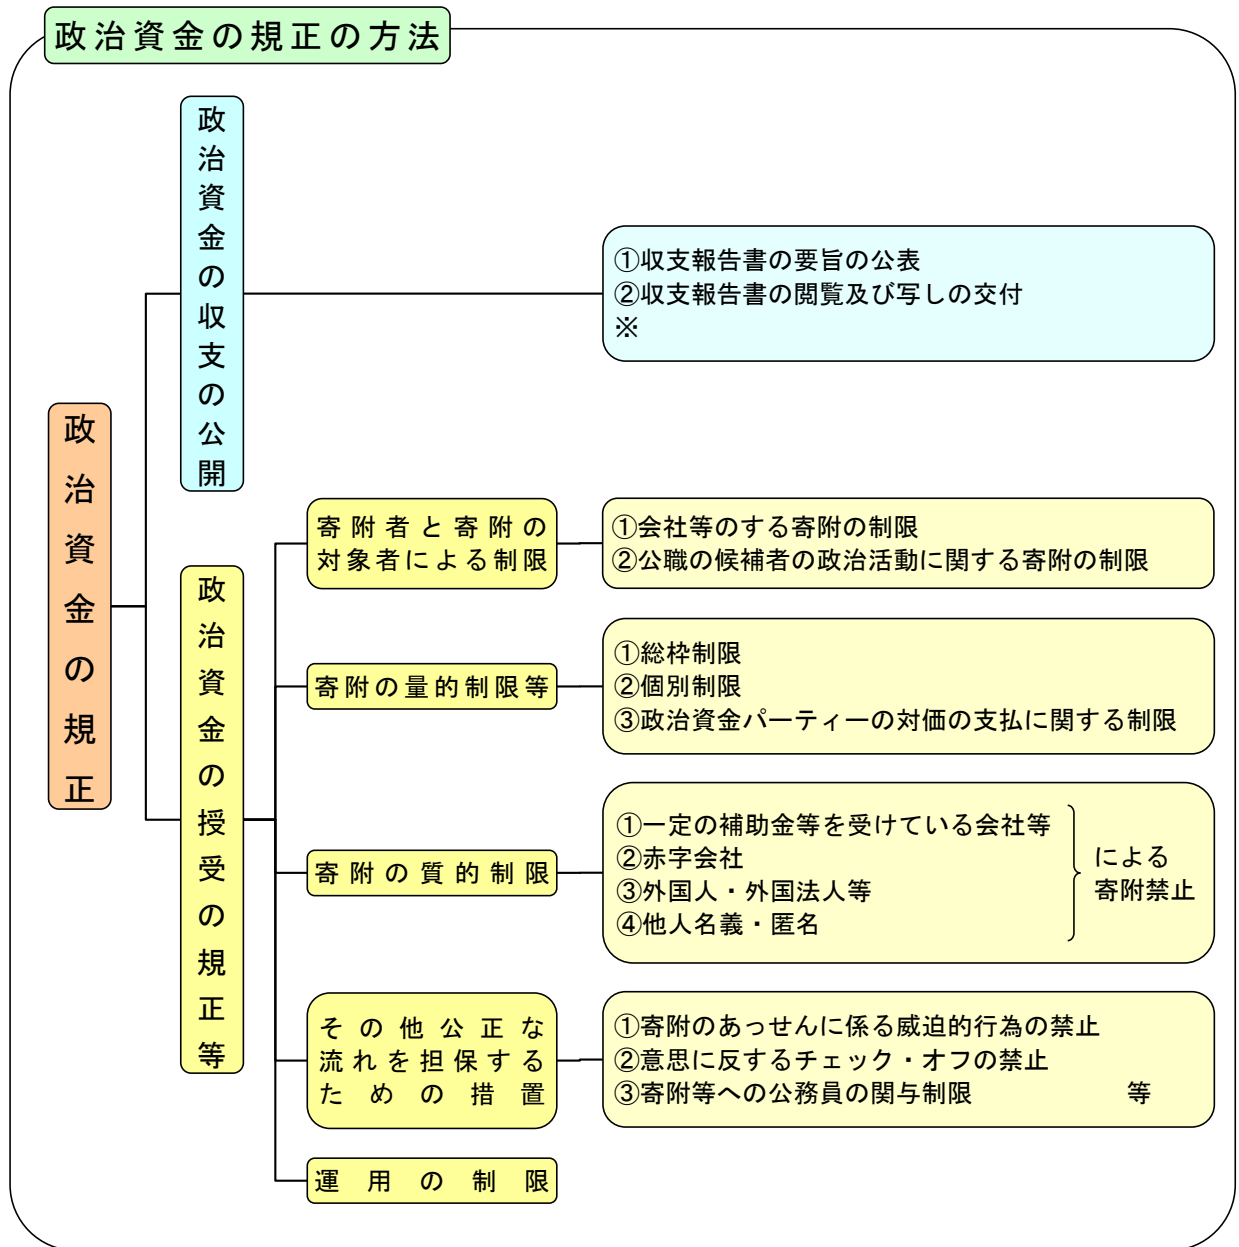 政治資金の規正の方法
政治資金の収支の公開
①収支報告書の要旨の公表
②収支報告書の閲覧及び写しの交付
※
政治資金の規正
政治資金の授受の規正等
寄附者と寄附の
対象者による制限
①会社等のする寄附の制限
②公職の候補者の政治活動に関する寄附の制限
寄附の量的制限等
①総枠制限
②個別制限
③政治資金パーティーの対価の支払に関する制限
寄附の質的制限
①一定の補助金等を受けている会社等
②赤字会社
③外国人・外国法人等
④他人名義・匿名
による
寄附禁止
その他公正な
流れを担保する
ための措置
①寄附のあっせんに係る威迫的行為の禁止
②意思に反するチェック・オフの禁止
③寄附等への公務員の関与制限 等
運用の制限